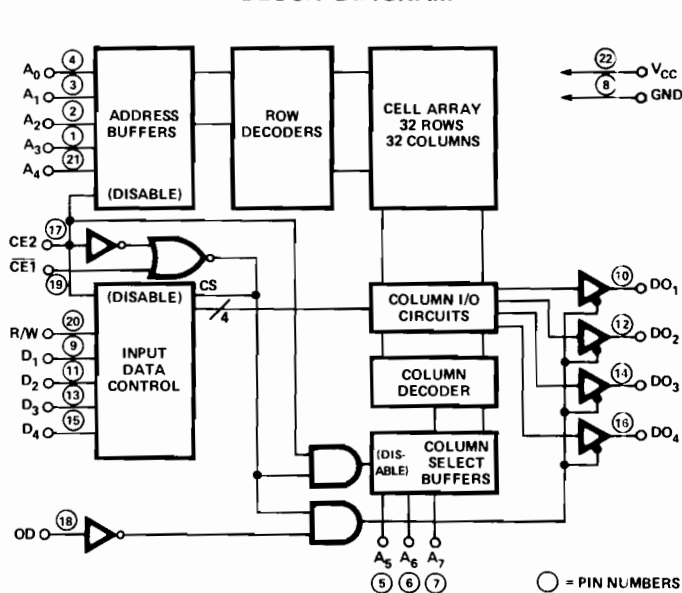 A0 4
A1 3
A2 2
A3 1
A4 21
ADDRESS
BUFFERS
(DISABLE)
ROW
DECODERS
CELL ARRAY
32 ROWS
32 COLUMNS
22 VCC
8 GND
CE2 17
CE1 19
CS
4
(DISABLE)
INPUT
DATA
CONTROL
R/W 20
D1 9
D2 11
D3 13
D4 15
COLUMN I/O
CIRCUITS
COLUMN
DECODER
(DIS-
ABLE)
COLUMN
SELECT
BUFFERS
10 DO1
12 DO2
14 DO3
16 DO4
OD 18
A5 A6 A7
5 6 7
= PIN NUMBERS